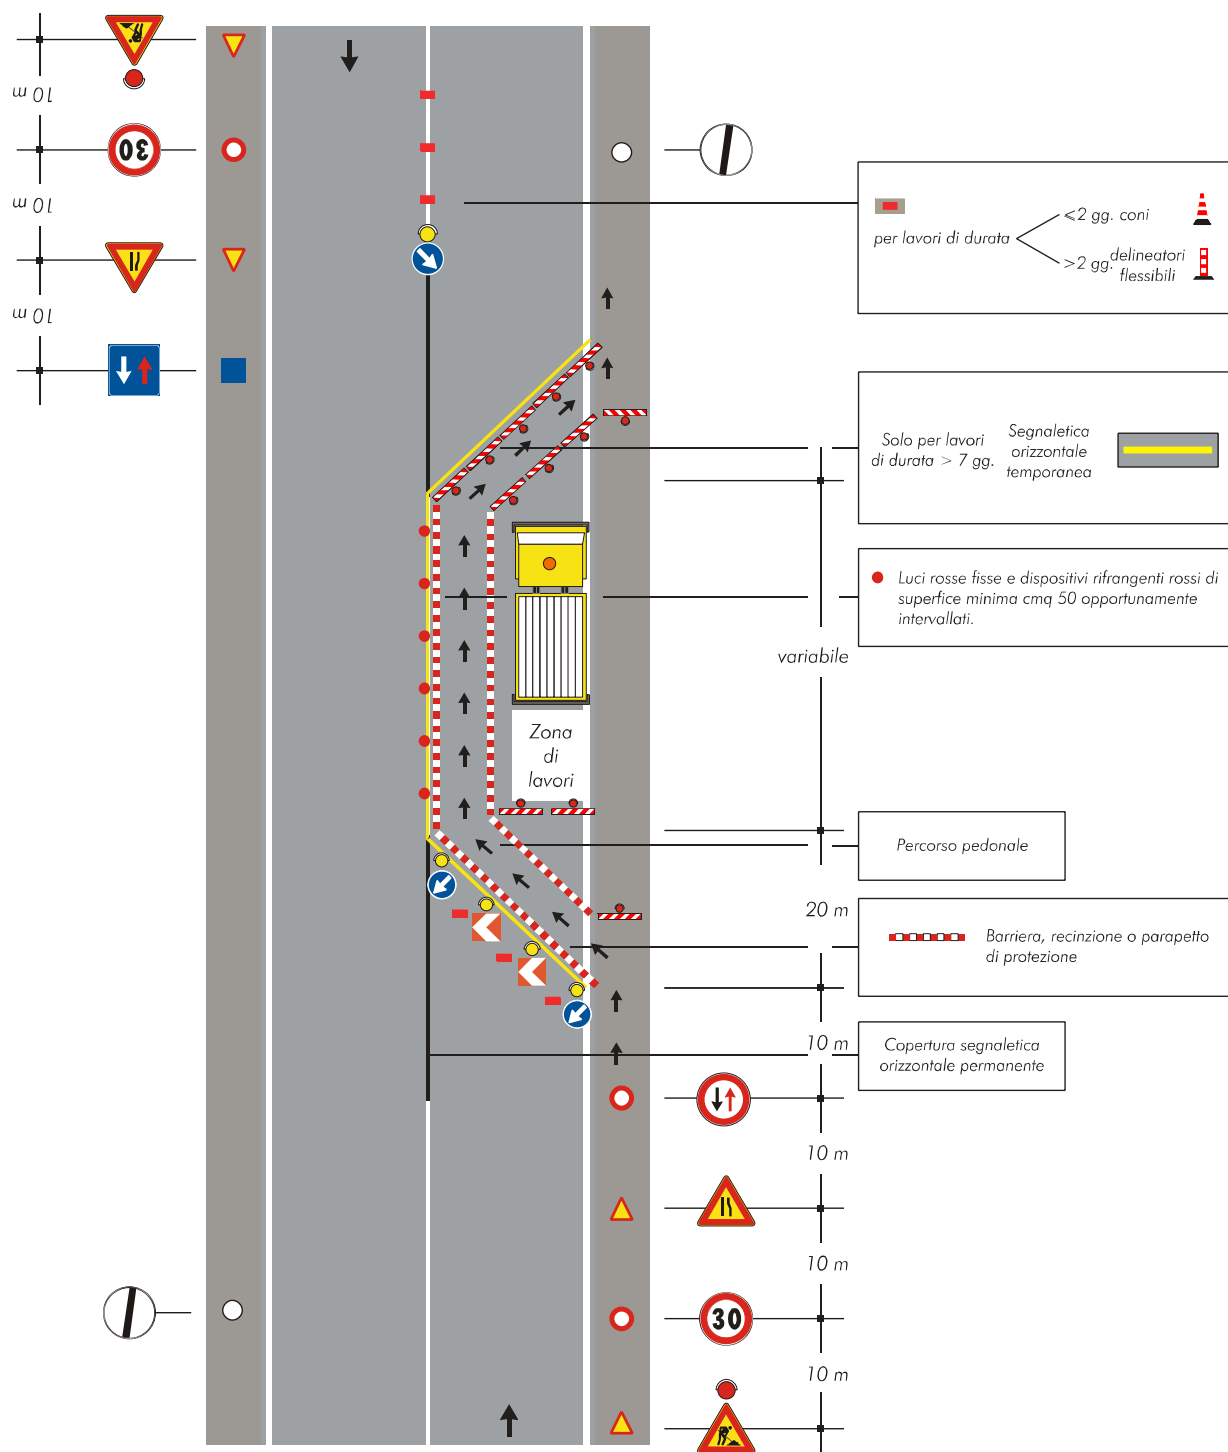 10 m
30
10 m
10 m
per lavori di durata
⩽2 gg. coni
>2 gg. delineatori
flessibili
Solo per lavori
di durata > 7 gg.
Segnaletica
orizzontale
temporanea
Luci rosse fisse e dispositivi rifrangenti rossi di
superfice minima cmq 50 opportunamente
intervallati.
variabile
Zona
di
lavori
Percorso pedonale
20 m
Barriera, recinzione o parapetto
di protezione
10 m
Copertura segnaletica
orizzontale permanente
10 m
10 m
30
10 m